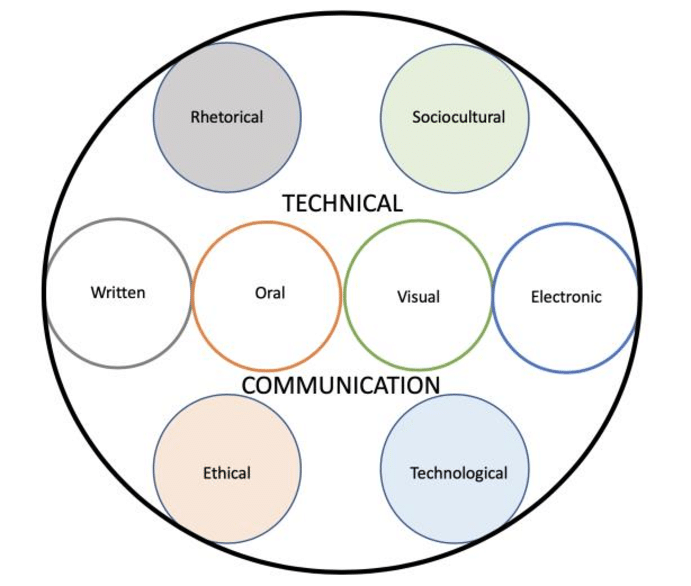 Rhetorical
Sociocultural
TECHNICAL
Written
Oral
Visual
Electronic
COMMUNICATION
Ethical
Technological